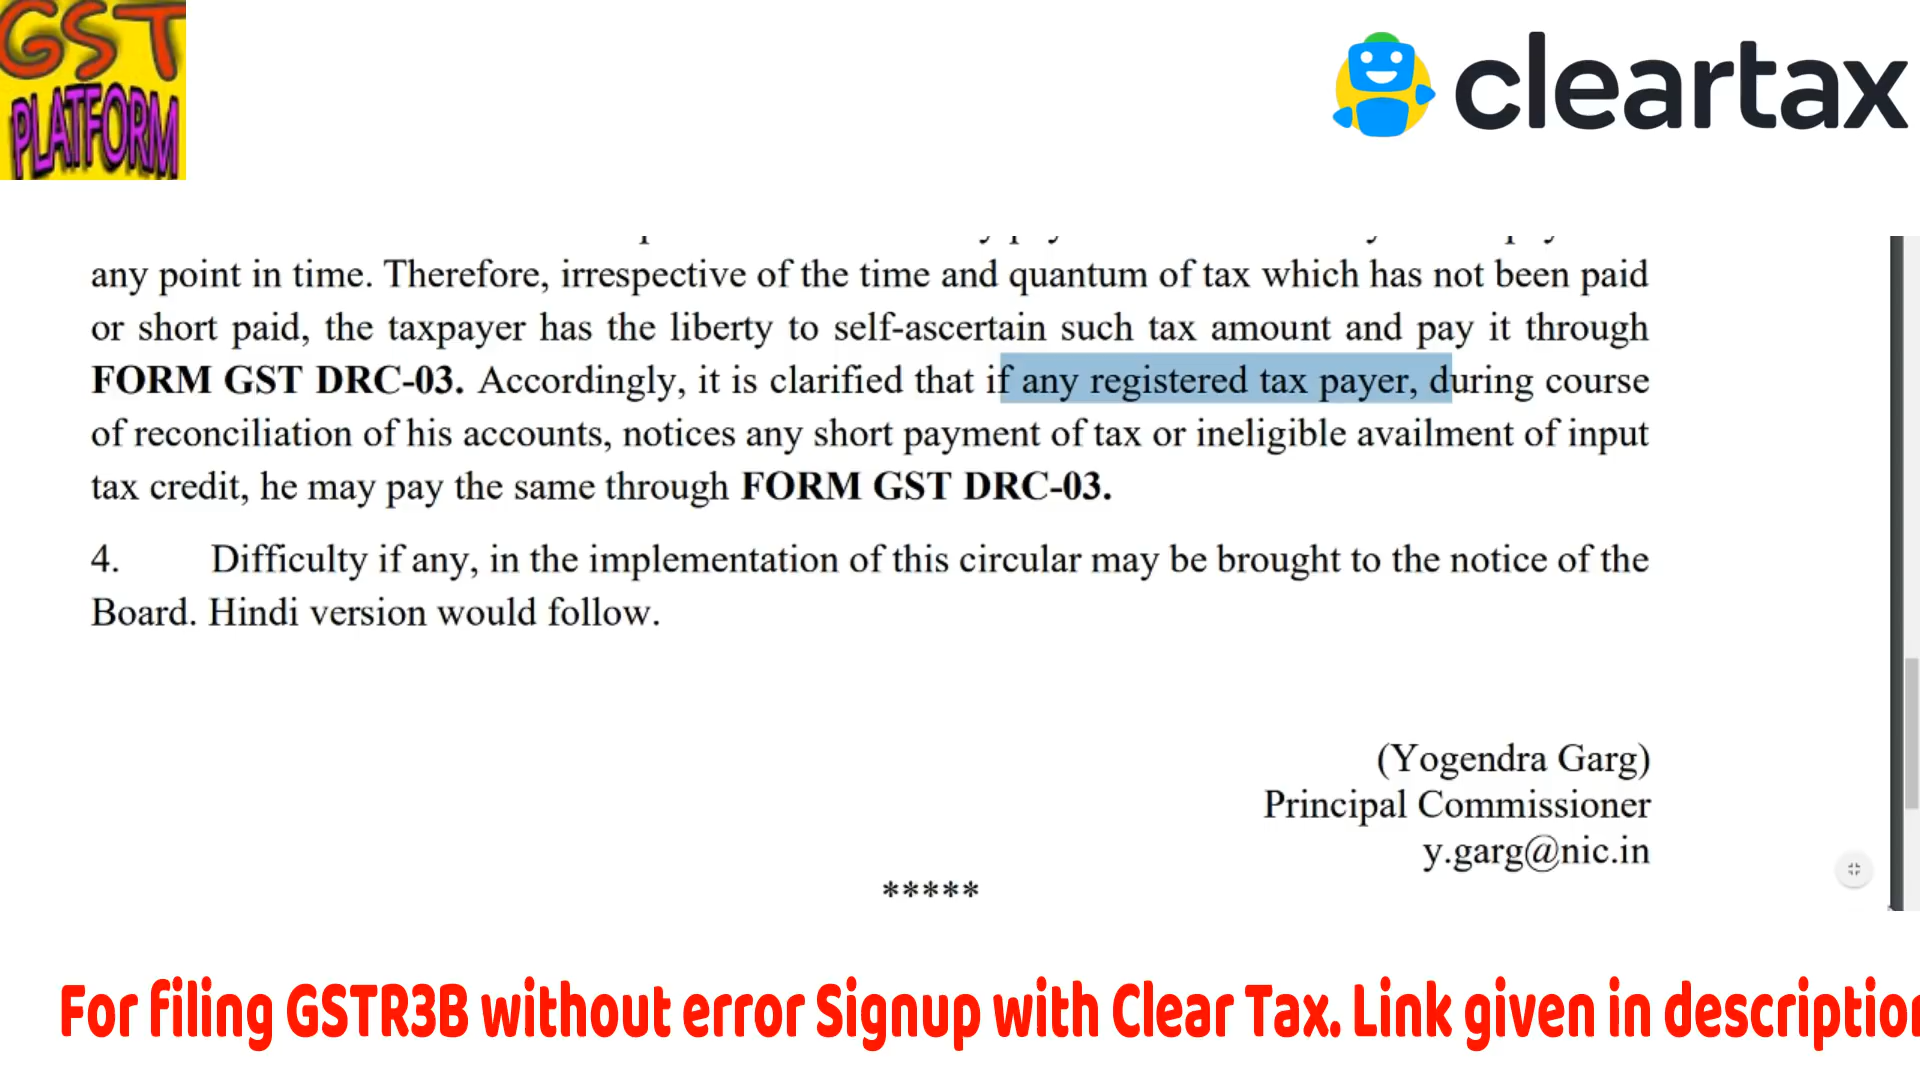 GST
PLATFORM
cleartax
any point in time. Therefore, irrespective of the time and quantum of tax which has not been paid
or short paid, the taxpayer has the liberty to self-ascertain such tax amount and pay it through
FORM GST DRC-03. Accordingly, it is clarified that if any registered tax payer, during course
of reconciliation of his accounts, notices any short payment of tax or ineligible availment of input
tax credit, he may pay the same through FORM GST DRC-03.
4. Difficulty if any, in the implementation of this circular may be brought to the notice of the
Board. Hindi version would follow.
(Yogendra Garg)
Principal Commissioner
y.garg@nic.in
*****
For filing GSTR3B without error Signup with Clear Tax. Link given in description